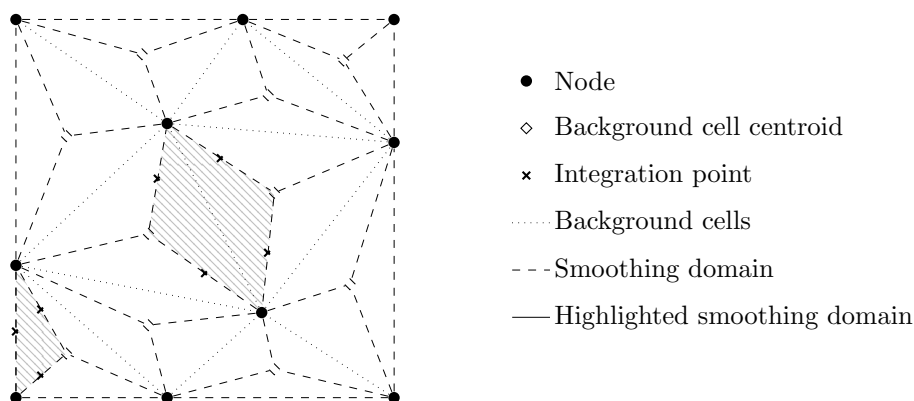 Node
Background cell centroid
Integration point
Background cells
Smoothing domain
Highlighted smoothing domain